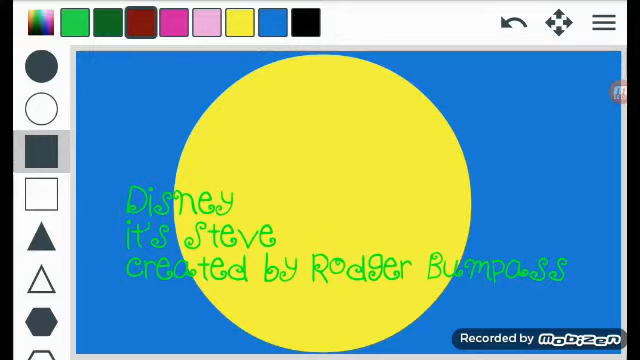 Disney
it's Steve
created by Rodger Bumpass
Recorded by MOBIZEN